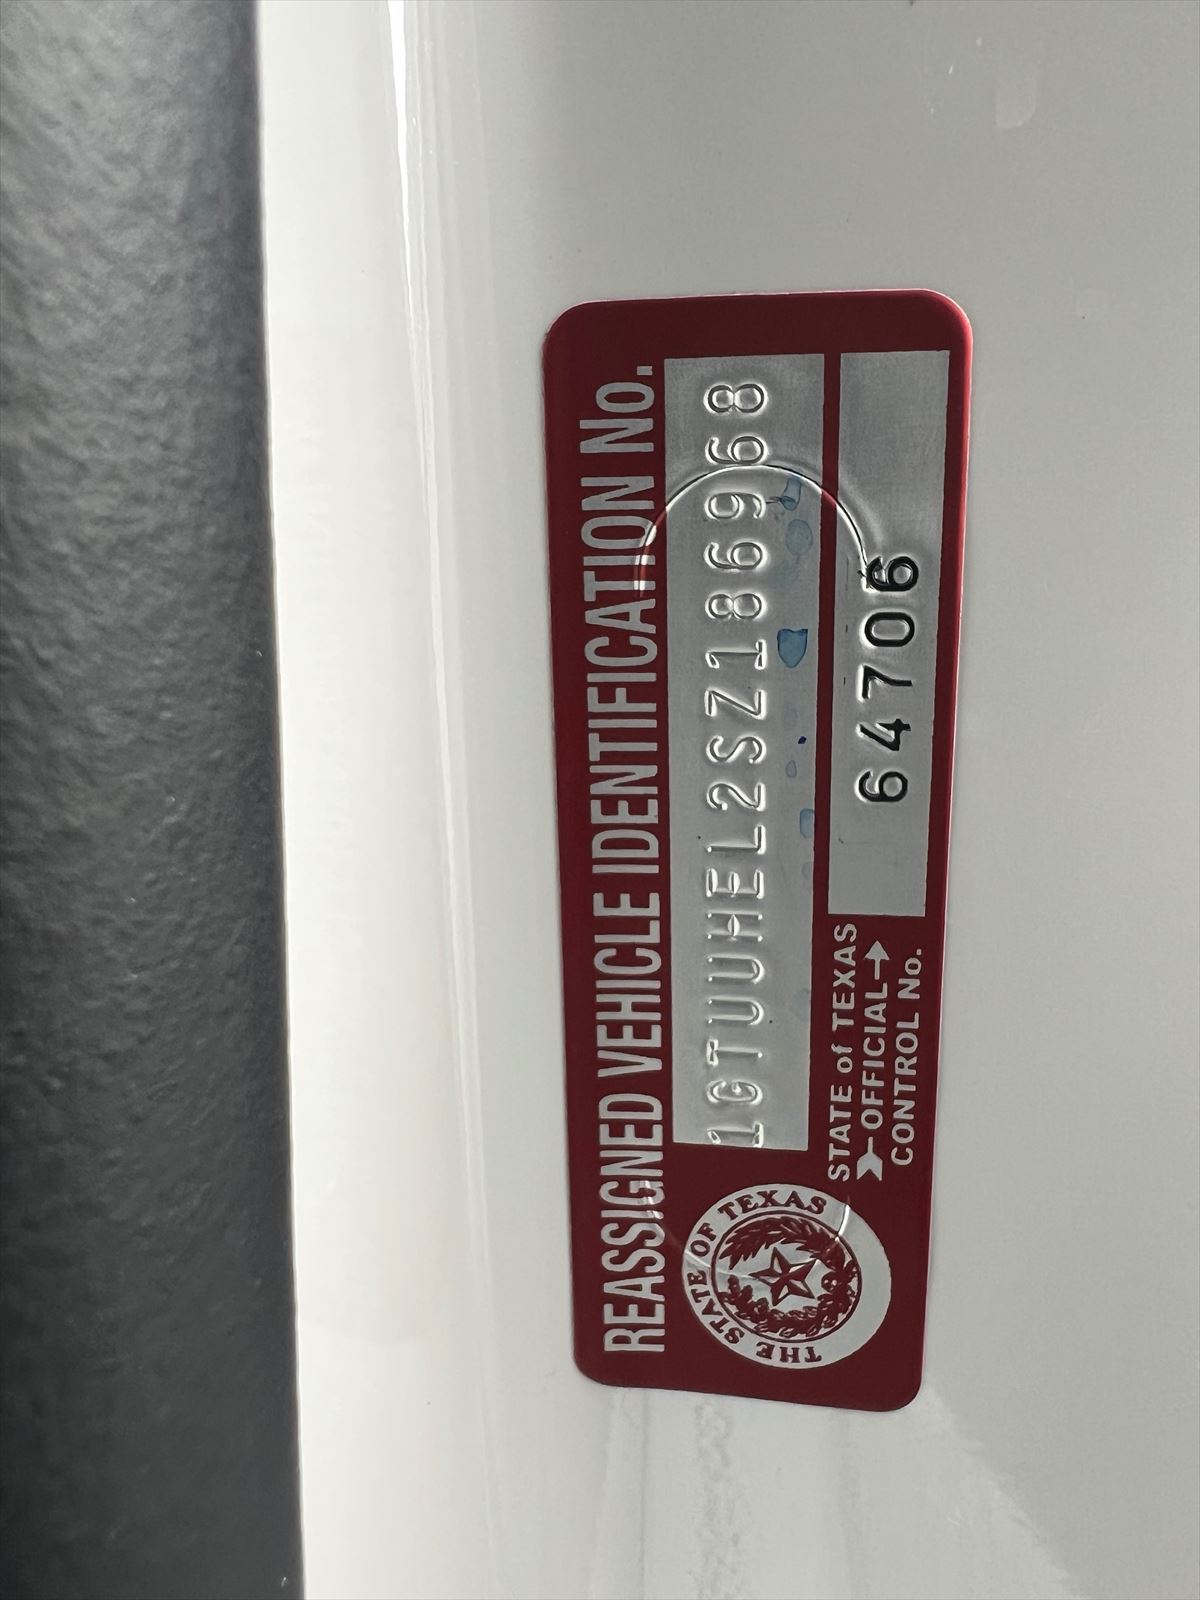 REASSIGNED VEHICLE IDENTIFICATION No.
1GTUUHEL2SZ186968
THE STATE OF TEXAS
STATE of TEXAS
OFFICIAL
CONTROL No.
64706